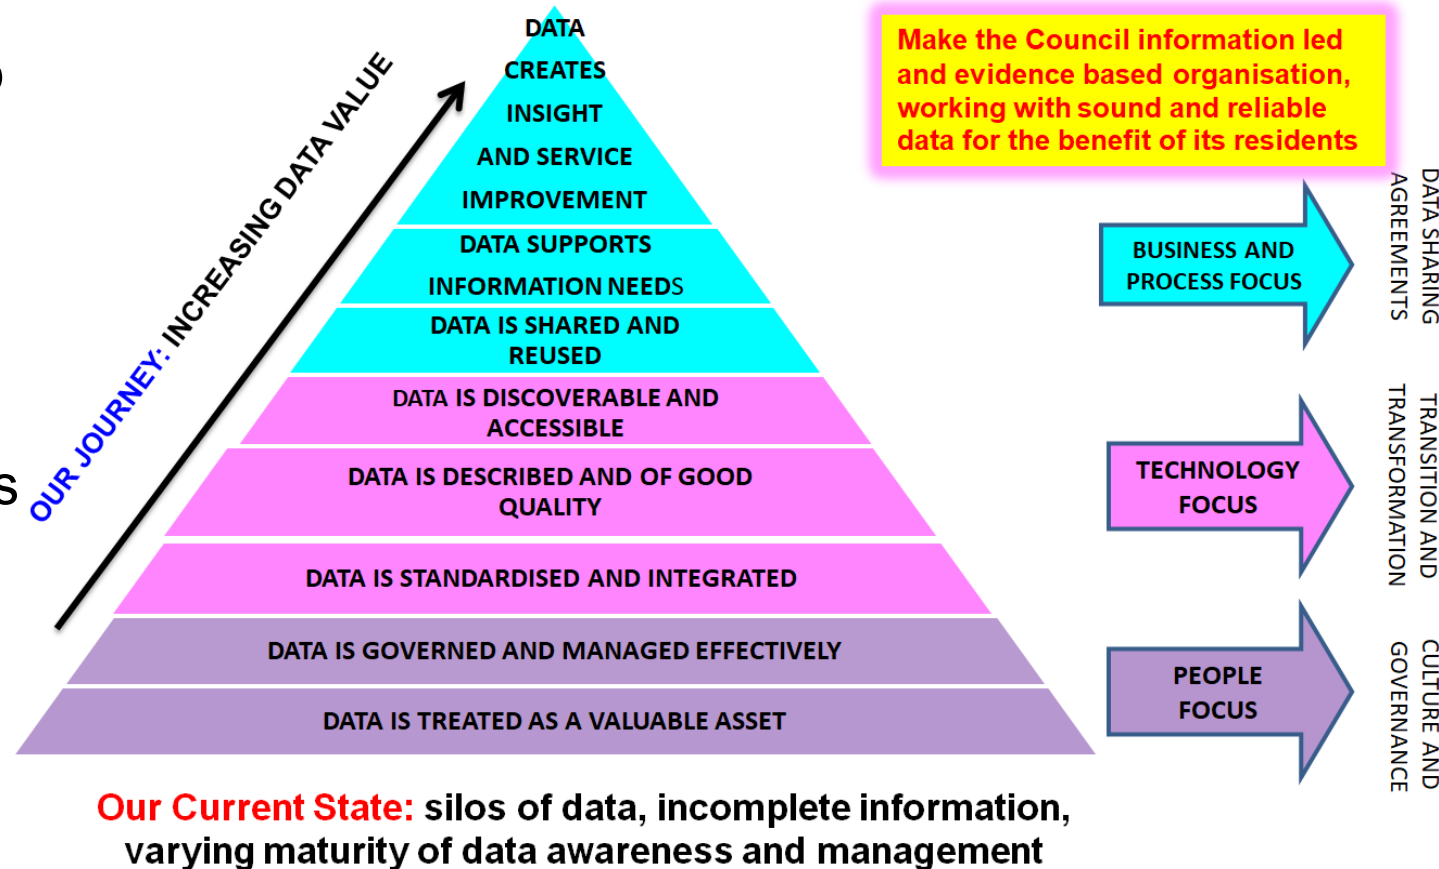 DATA
CREATES
INSIGHT
AND SERVICE
IMPROVEMENT
DATA SUPPORTS
INFORMATION NEEDS
DATA IS SHARED AND
REUSED
DATA IS DISCOVERABLE AND
ACCESSIBLE
DATA IS DESCRIBED AND OF GOOD
QUALITY
DATA IS STANDARDISED AND INTEGRATED
DATA IS GOVERNED AND MANAGED EFFECTIVELY
DATA IS TREATED AS A VALUABLE ASSET
OUR JOURNEY: INCREASING DATA VALUE
Make the Council information led
and evidence based organisation,
working with sound and reliable
data for the benefit of its residents
BUSINESS AND
PROCESS FOCUS
DATA SHARING
AGREEMENTS
TECHNOLOGY
FOCUS
TRANSITION AND
TRANSFORMATION
PEOPLE
FOCUS
CULTURE AND
GOVERNANCE
s
Our Current State: silos of data, incomplete information,
varying maturity of data awareness and management